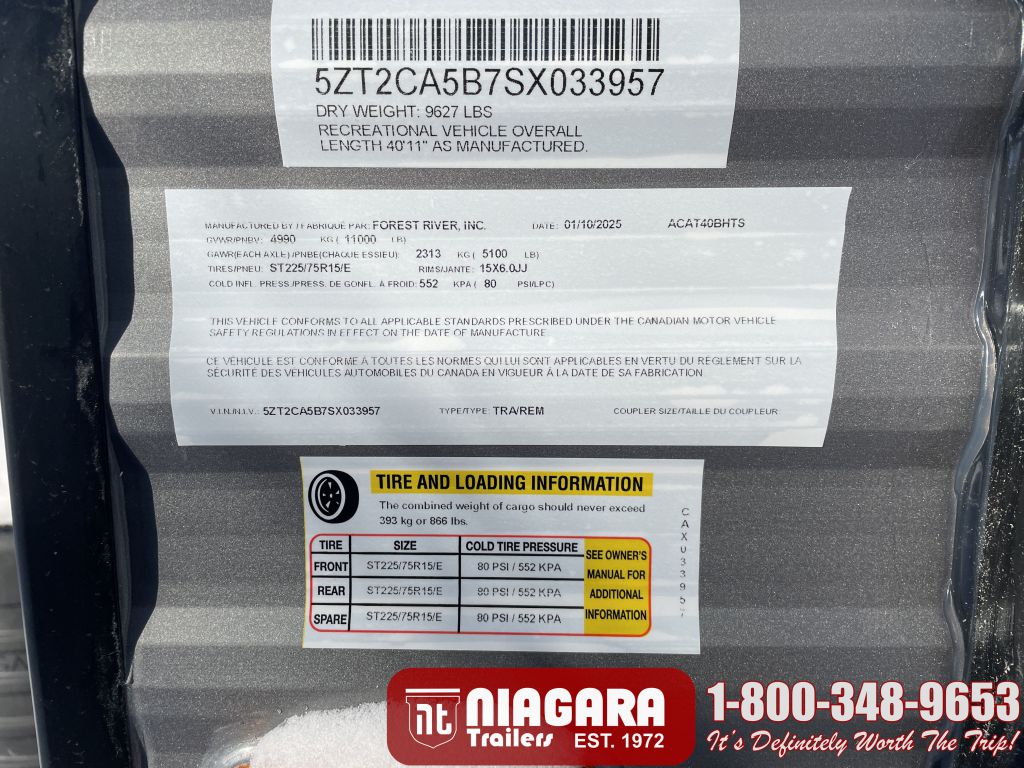 5ZT2CA5B7SX033957
DRY WEIGHT: 9627 LBS
RECREATIONAL VEHICLE OVERALL
LENGTH 40'11" AS MANUFACTURED.
MANUFACTURED BY / FABRIQUÉ PAR: FOREST RIVER, INC. DATE: 01/10/2025 ACAT40BHTS
GVWR/PNBV: 4990 KG ( 11000 LB)
GAWR(EACH AXLE) /PNBE(CHAQUE ESSIEU): 2313 KG ( 5100 LB)
TIRES/PNEU: ST225/75R15/E RIMS/JANTE: 15X6.0JJ
COLD INFL. PRESS./PRESS. DE GONFL. À FROID: 552 KPA ( 80 PSI/LPC)
THIS VEHICLE CONFORMS TO ALL APPLICABLE STANDARDS PRESCRIBED UNDER THE CANADIAN MOTOR VEHICLE
SAFETY REGULATIONS IN EFFECT ON THE DATE OF MANUFACTURE.
CE VÉHICULE EST CONFORME À TOUTES LES NORMES QUI LUI SONT APPLICABLES EN VERTU DU RÈGLEMENT SUR LA
SÉCURITÉ DES VÉHICULES AUTOMOBILES DU CANADA EN VIGUEUR À LA DATE DE SA FABRICATION
V.I.N./N.I.V.: 5ZT2CA5B7SX033957 TYPE/TYPE: TRA/REM COUPLER SIZE/TAILLE DU COUPLEUR
TIRE AND LOADING INFORMATION
The combined weight of cargo should never exceed
393 kg or 866 lbs.
TIRE SIZE COLD TIRE PRESSURE
FRONT ST225/75R15/E 80 PSI / 552 KPA
REAR ST225/75R15/E 80 PSI / 552 KPA
SPARE ST225/75R15/E 80 PSI / 552 KPA
SEE OWNER'S
MANUAL FOR
ADDITIONAL
INFORMATION
CAX033957
nt NIAGARA
Trailers EST. 1972
1-800-348-9653
It's Definitely Worth The Trip!